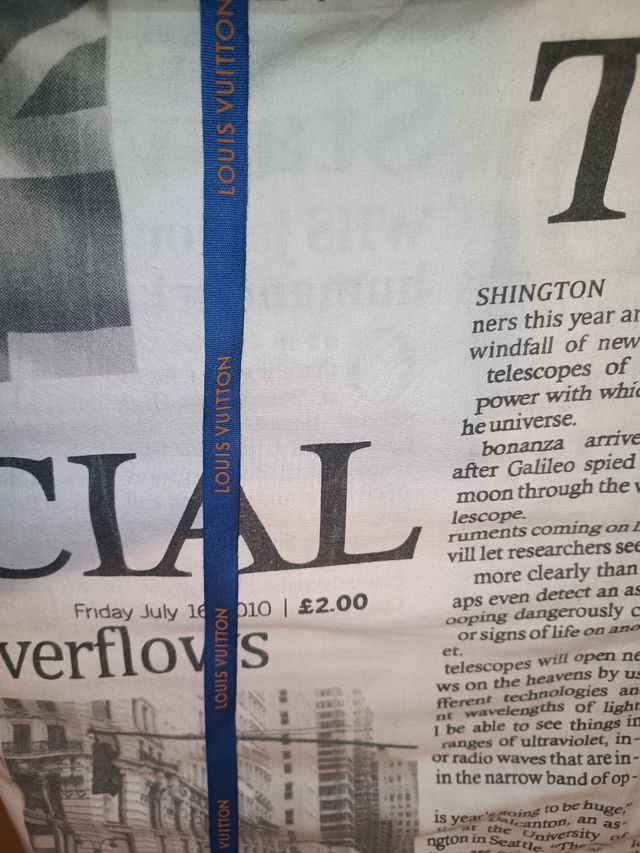 LOUIS VUITTON
LOUIS VUITTON
LOUIS VUITTON
VUITTON
CIAL
Friday July 16 010 | £2.00
verflows
T
SHINGTON
ners this year ar
windfall of new
telescopes of
power with whic
he universe.
bonanza arrive
after Galileo spied
moon through the
lescope.
ruments coming on
vill let researchers see
more clearly than
aps even detect an as
ooping dangerously c
or signs of life on ano
et.
telescopes will open ne
ws on the heavens by us
fferent technologies an
nt wavelengths of light
l be able to see things in
ranges of ultraviolet, in-
or radio waves that are in-
in the narrow band of op-
is year's going to be huge,"
Dalcanton, an as-
at the University of
ngton in Seattle.